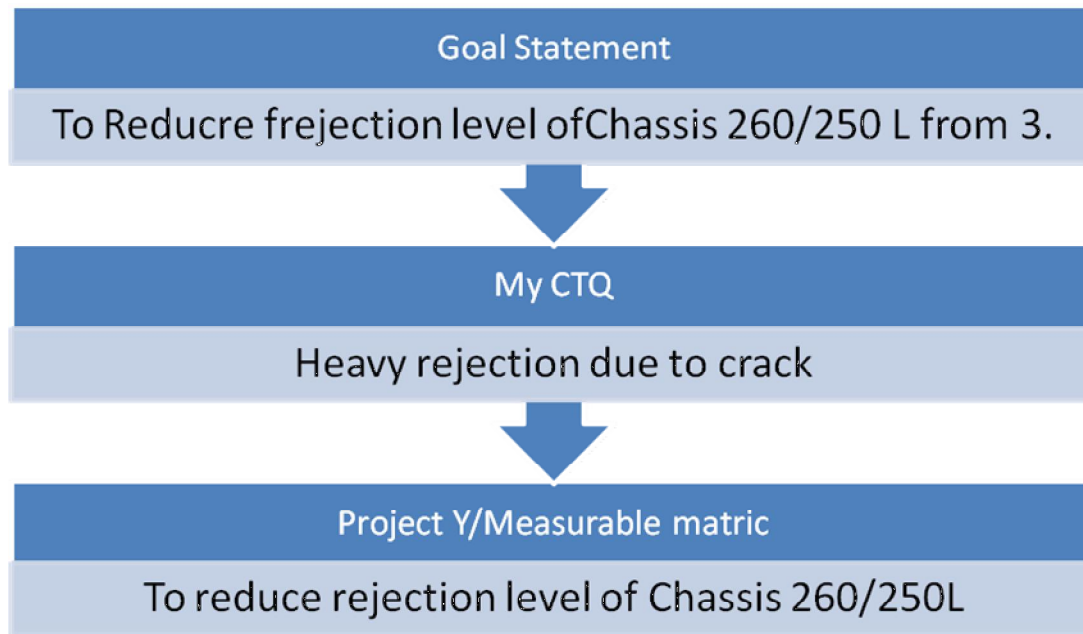 Goal Statement
To Reducre frejection level ofChassis 260/250 L from 3.
My CTQ
Heavy rejection due to crack
Project Y/Measurable matric
To reduce rejection level of Chassis 260/250L